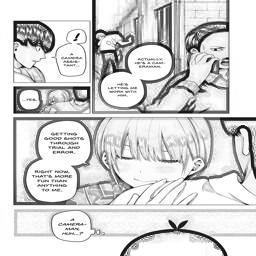 ACTUALLY,
HE'S A CAM-
ERAMAN.
HE'S
LETTING ME
WORK WITH
HIM.
!
A
CAMERA
ASSIS-
TANT...
...YES.
GETTING
GOOD SHOTS
THROUGH
TRIAL AND
ERROR.
RIGHT NOW,
THAT'S MORE
FUN THAN
ANYTHING
TO ME.
A
CAMERA-
MAN,
HUH...?